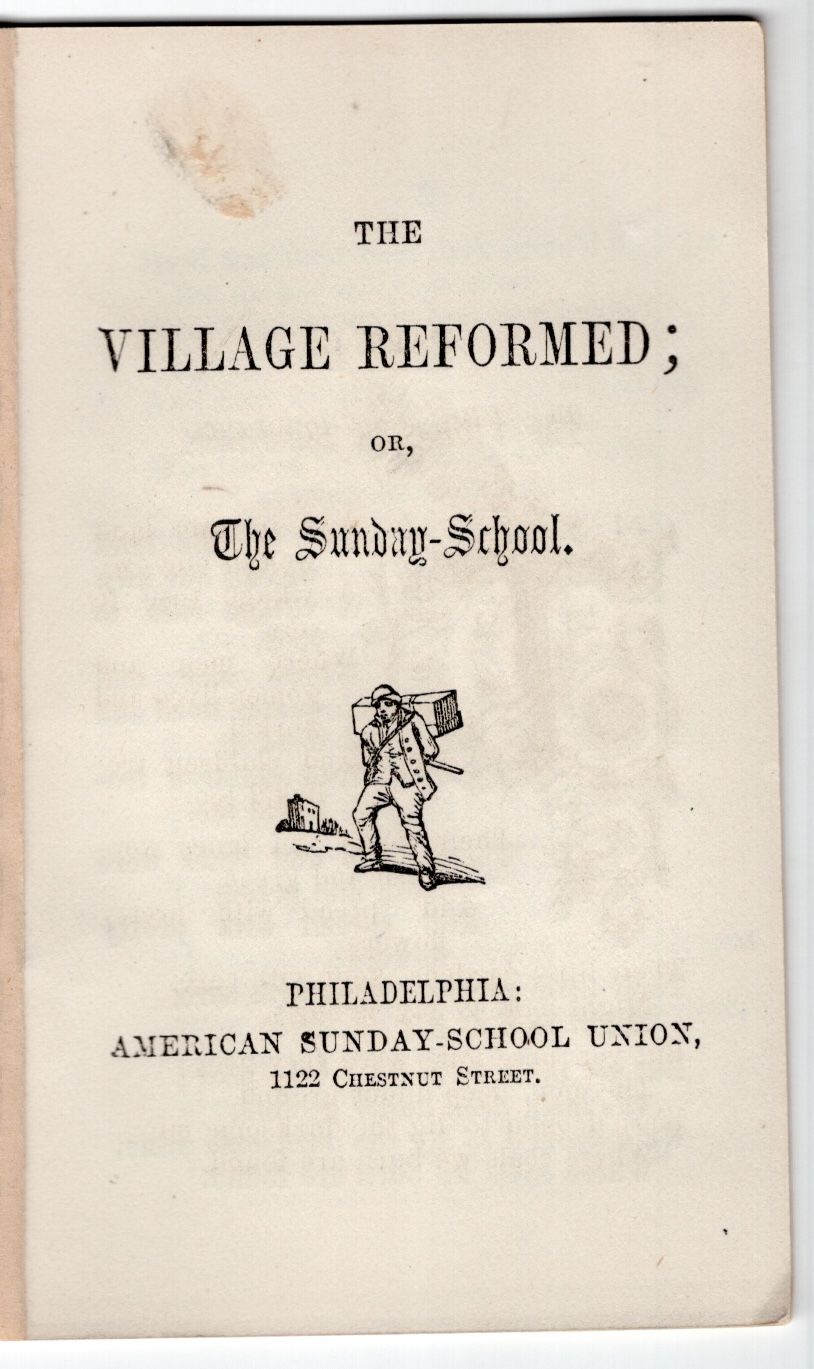 THE
VILLAGE REFORMED;
OR,
The Sunday-School.
PHILADELPHIA:
AMERICAN SUNDAY-SCHOOL UNION,
1122 CHESTNUT STREET.